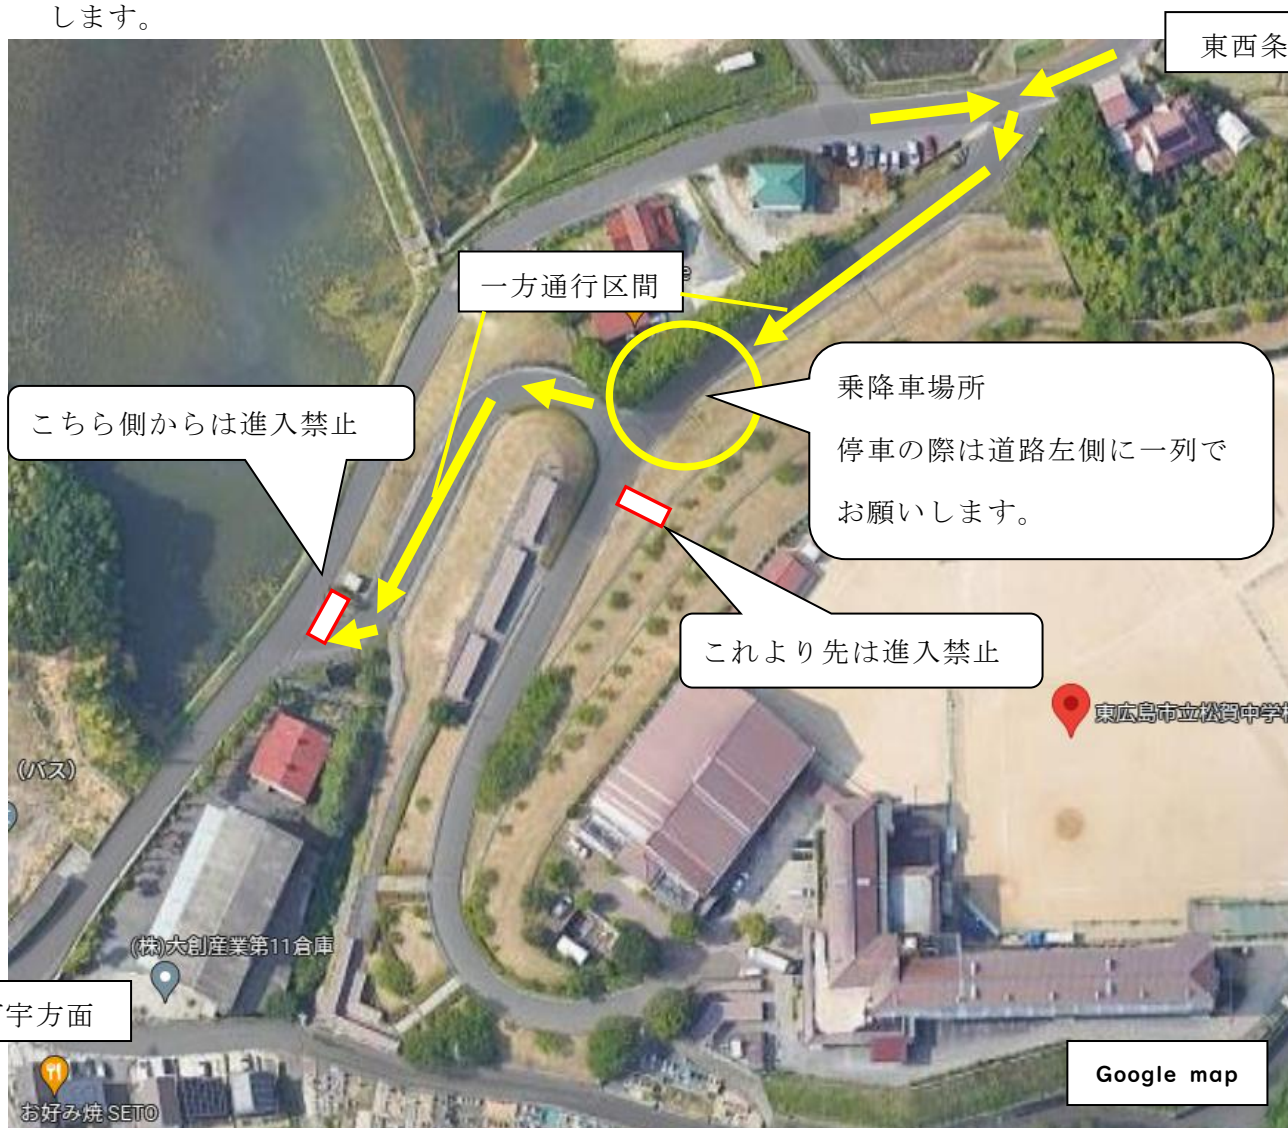 します。
東西条
一方通行区間
e
こちら側からは進入禁止
乗降車場所
停車の際は道路左側に一列で
お願いします。
これより先は進入禁止
東広島市立松賀中学校
(バス)
(株)大創産業第11倉庫
宇方面
Google map
お好み焼 SETO